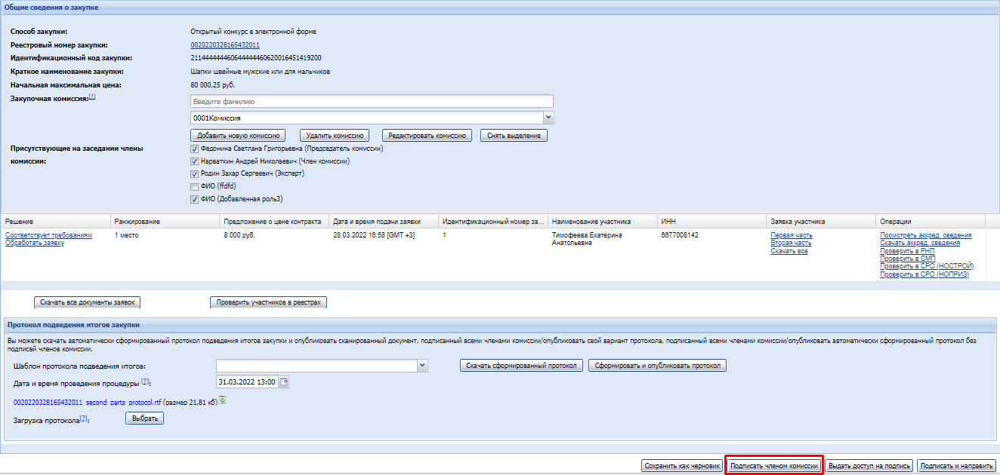 Общие сведения о закупке
Способ закупки: Открытый конкурс в электронной форме
Реестровый номер закупки: 0020220328165432011
Идентификационный код закупки: 211444444460644444460620016451419200
Краткое наименование закупки: Шапки швейные мужские или для мальчиков
Начальная максимальная цена: 80 000,25 руб.
Закупочная комиссия:[?] Введите фамилию
0001Комиссия
Добавить новую комиссию Удалить комиссию Редактировать комиссию Снять выделение
Присутствующие на заседании члены Федонина Светлана Григорьевна (Председатель комиссии)
комиссии: Нарваткин Андрей Николаевич (Член комиссии)
Родин Захар Сергеевич (Эксперт)
ФИО (ffdfd)
ФИО (Добавленная роль3)
Решение Ранжирование Предложение о цене контракта Дата и время подачи заявки Идентификационный номер за... Наименование участника ИНН Заявка участника Операции
Соответствует требованиям 1 место 8 000 руб. 28.03.2022 16:58 [GMT +3] 1 Тимофеева Екатерина 6677008142 Первая часть Посмотреть аккред. сведения
Обработать заявку Анатольевна Вторая часть Скачать аккред. сведения
Скачать все Проверить в РНП
Проверить в СМП
Проверить в СРО (НОСТРОЙ)
Проверить в СРО (НОПРИЗ)
Скачать все документы заявок Проверить участников в реестрах
Протокол подведения итогов закупки
Вы можете скачать автоматически сформированный протокол подведения итогов закупки и опубликовать сканированный документ, подписанный всеми членами комиссии/опубликовать свой вариант протокола, подписанный всеми членами комиссии/опубликовать автоматически сформированный протокол без
подписей членов комиссии.
Шаблон протокола подведения итогов: Скачать сформированный протокол Сформировать и опубликовать протокол
Дата и время проведения процедуры [?]: 31.03.2022 13:00
0020220328165432011_second_parts_protocol.rtf (размер 21,81 кб)
Загрузка протокола[?]: Выбрать
Сохранить как черновик Подписать членом комиссии Выдать доступ на подпись Подписать и направить